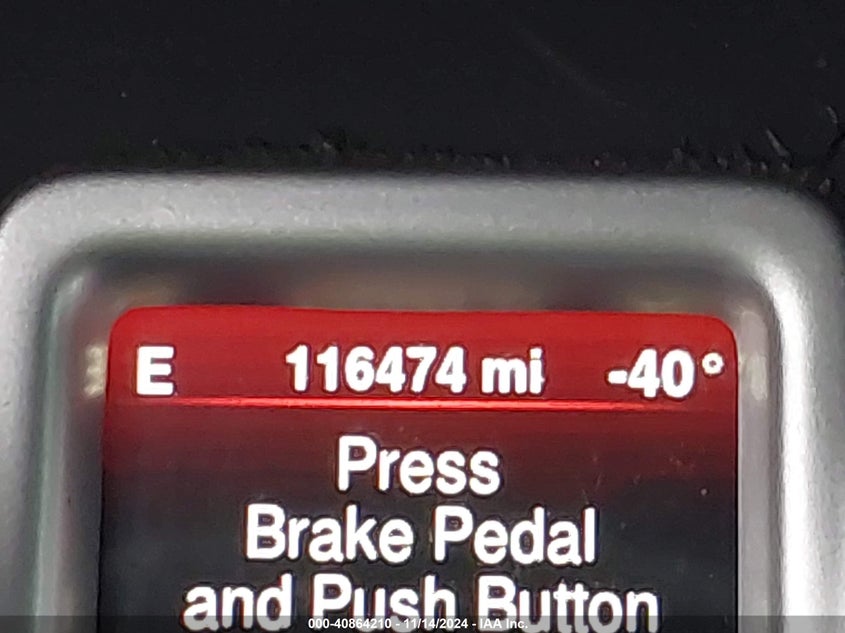 E 116474 mi -40°
Press
Brake Pedal
and Push Button
000-40864210 - 11/14/2024 - IAA Inc.